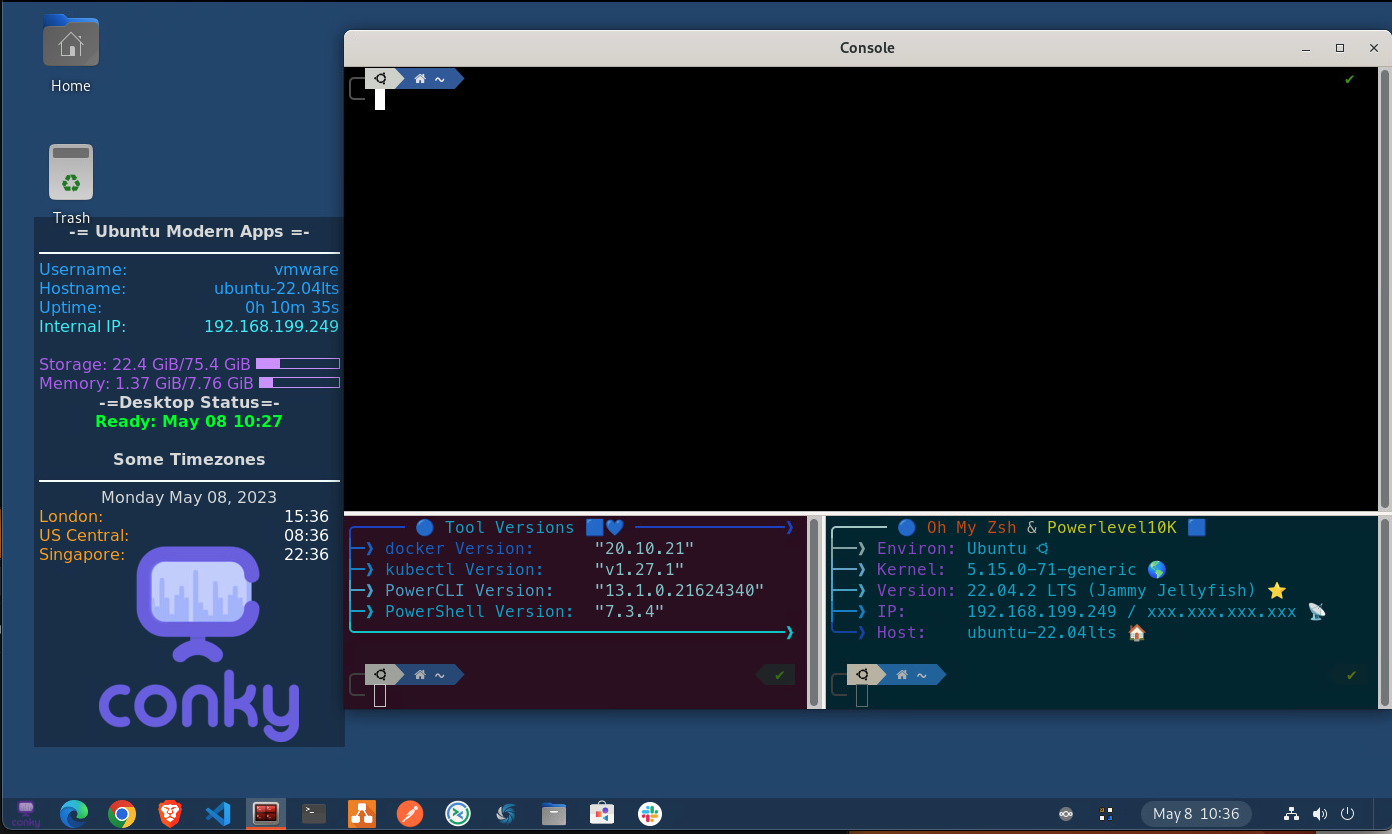 Home
Trash
-= Ubuntu Modern Apps =-
Username: vmware
Hostname: ubuntu-22.04lts
Uptime: 0h 10m 35s
Internal IP: 192.168.199.249
Storage: 22.4 GiB/75.4 GiB
Memory: 1.37 GiB/7.76 GiB
-=Desktop Status=-
Ready: May 08 10:27
Some Timezones
Monday May 08, 2023
London: 15:36
US Central: 08:36
Singapore: 22:36
conky
Console
~
Tool Versions
docker Version: "20.10.21"
kubectl Version: "v1.27.1"
PowerCLI Version: "13.1.0.21624340"
PowerShell Version: "7.3.4"
~
Oh My Zsh & Powerlevel10K
Environ: Ubuntu
Kernel: 5.15.0-71-generic
Version: 22.04.2 LTS (Jammy Jellyfish)
IP: 192.168.199.249 / xxx.xxx.xxx.xxx
Host: ubuntu-22.04lts
~
conky
May 8 10:36